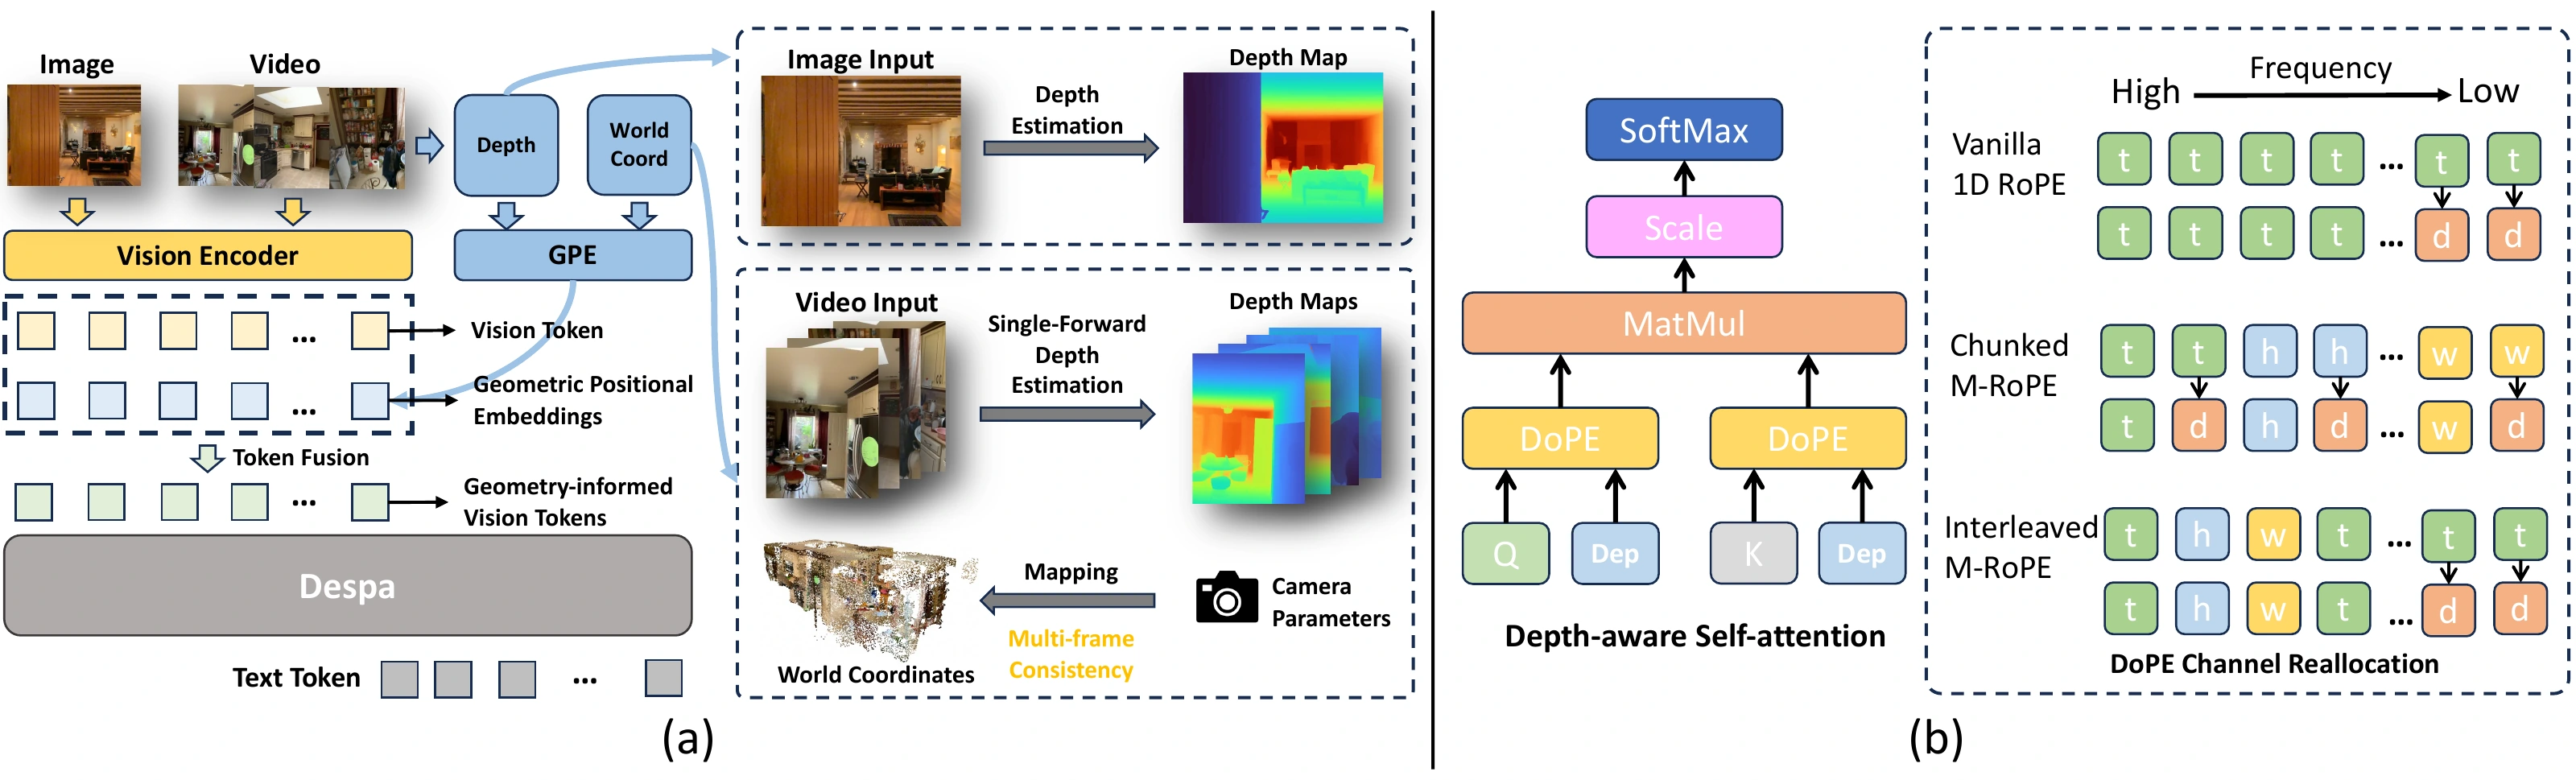 Image
Video
Depth
World
Coord
Vision Encoder
GPE
...
Vision Token
...
Geometric Positional
Embeddings
Token Fusion
...
Geometry-informed
Vision Tokens
Despa
Text Token
...
(a)
Image Input
Depth
Estimation
Depth Map
Video Input
Single-Forward
Depth
Estimation
Depth Maps
Mapping
Multi-frame
Consistency
World Coordinates
Camera
Parameters
SoftMax
Scale
MatMul
DoPE
DoPE
Q
Dep
K
Dep
Depth-aware Self-attention
Frequency
High
Low
Vanilla
1D RoPE
t t t t ... t t
t t t t ... d d
Chunked
M-RoPE
t t h h ... w w
t d h d ... w d
Interleaved
M-RoPE
t h w t ... t t
t h w t ... d d
DoPE Channel Reallocation
(b)